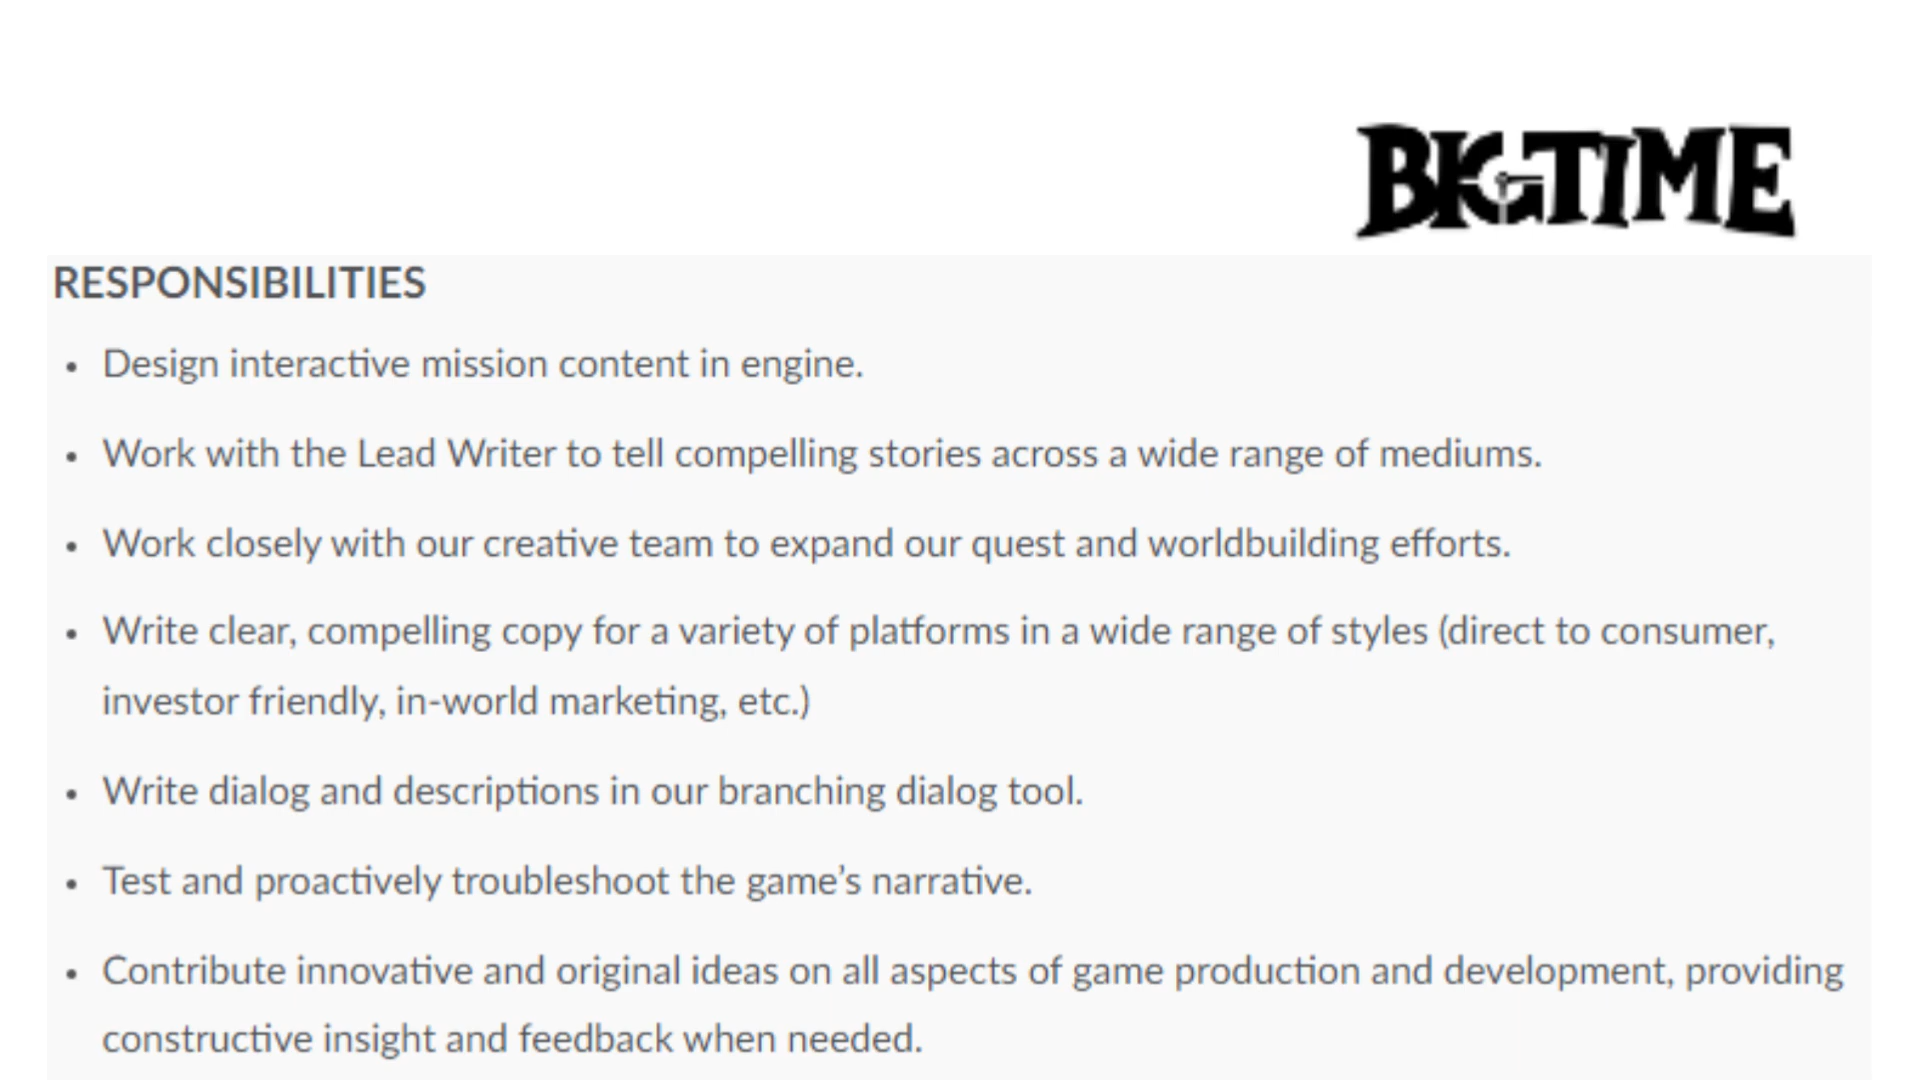 BIGTIME
RESPONSIBILITIES
• Design interactive mission content in engine.
• Work with the Lead Writer to tell compelling stories across a wide range of mediums.
• Work closely with our creative team to expand our quest and worldbuilding efforts.
• Write clear, compelling copy for a variety of platforms in a wide range of styles (direct to consumer,
investor friendly, in-world marketing, etc.)
• Write dialog and descriptions in our branching dialog tool.
• Test and proactively troubleshoot the game’s narrative.
• Contribute innovative and original ideas on all aspects of game production and development, providing
constructive insight and feedback when needed.